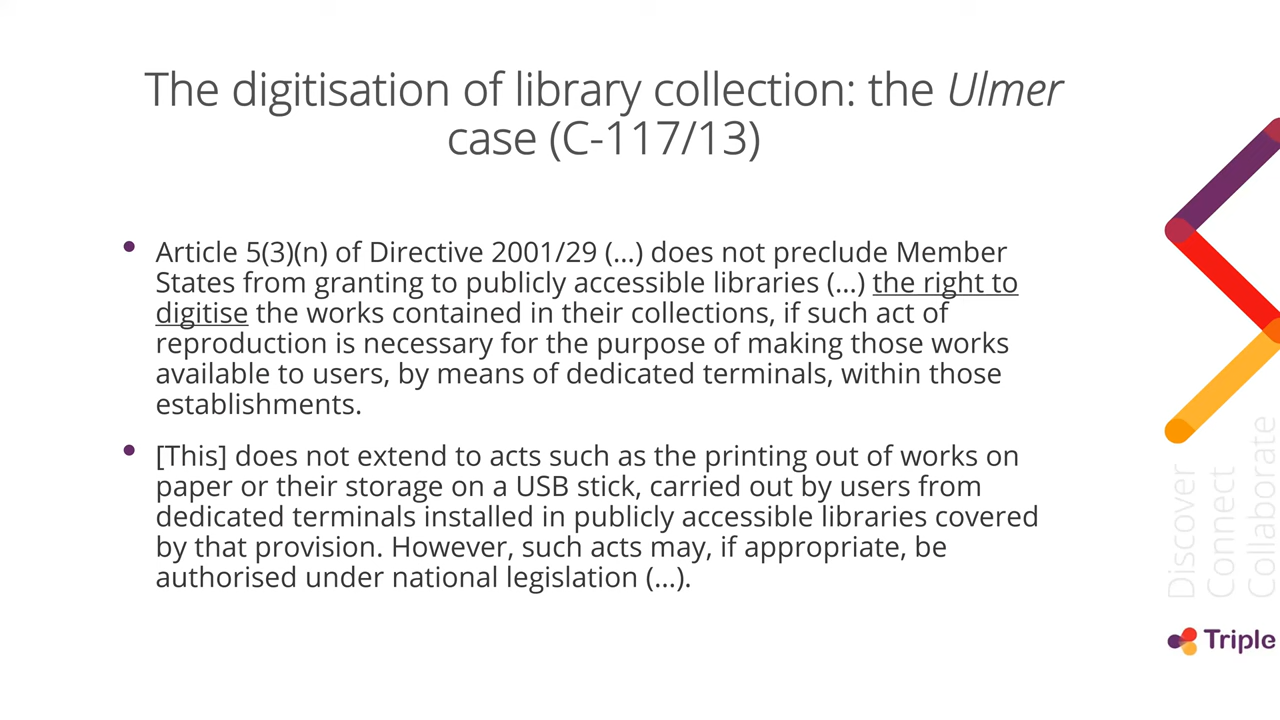 The digitisation of library collection: the Ulmer
case (C-117/13)
• Article 5(3)(n) of Directive 2001/29 (…) does not preclude Member
States from granting to publicly accessible libraries (…) the right to
digitise the works contained in their collections, if such act of
reproduction is necessary for the purpose of making those works
available to users, by means of dedicated terminals, within those
establishments.
• [This] does not extend to acts such as the printing out of works on
paper or their storage on a USB stick, carried out by users from
dedicated terminals installed in publicly accessible libraries covered
by that provision. However, such acts may, if appropriate, be
authorised under national legislation (…).
Discover
Connect
Collaborate
Triple